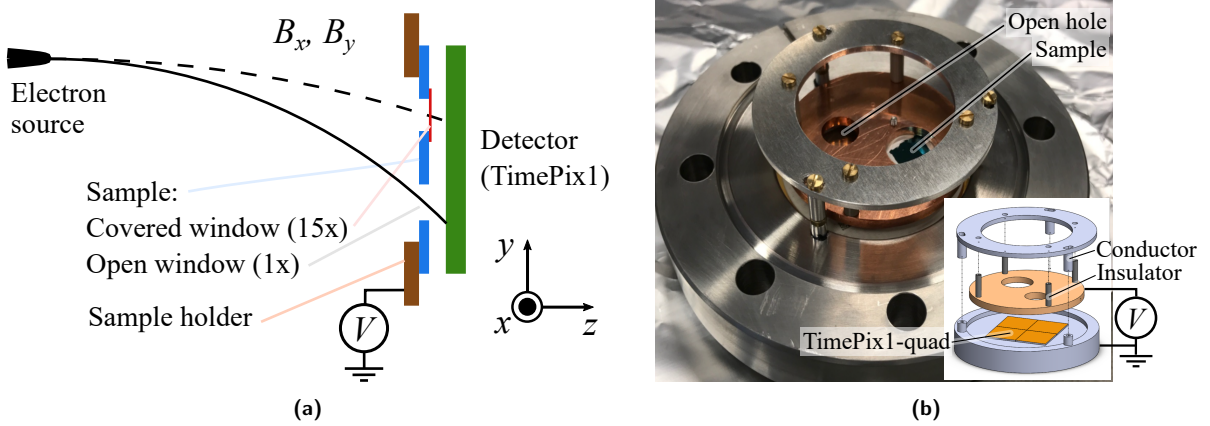 B_x, B_y
Electron
source
Detector
(TimePix1)
Sample:
Covered window (15x)
Open window (1x)
Sample holder
V
y
x
z
(a)
Open hole
Sample
Conductor
Insulator
V
TimePix1-quad
(b)